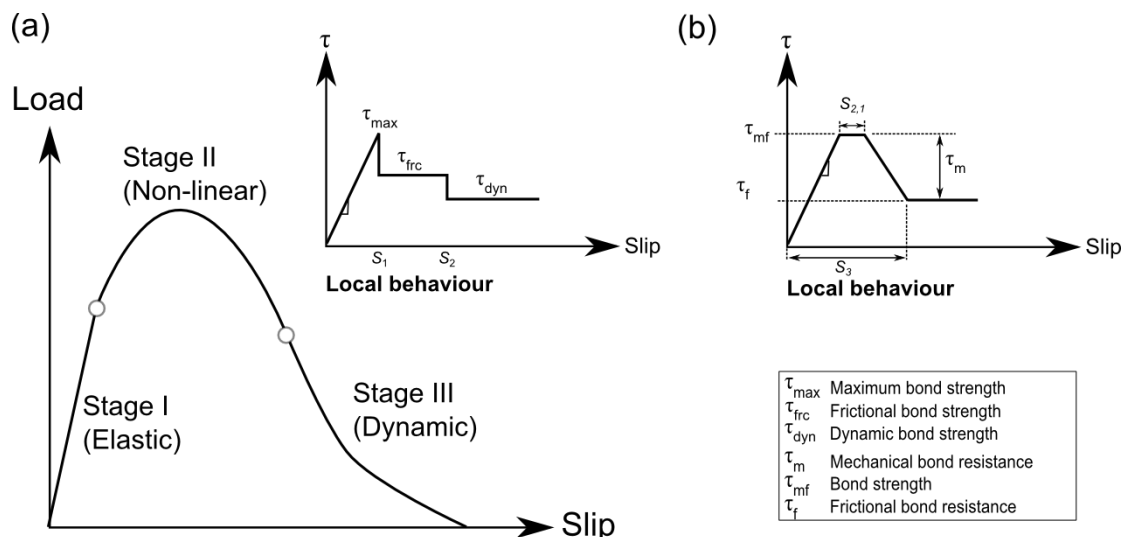 (a)
Load
Stage II
(Non-linear)
Stage I
(Elastic)
Stage III
(Dynamic)
Slip
τ
τmax
τfrc
τdyn
S1
S2
Slip
Local behaviour
(b)
τ
S2,1
τmf
τm
τf
Slip
S3
Local behaviour
τmax Maximum bond strength
τfrc Frictional bond strength
τdyn Dynamic bond strength
τm Mechanical bond resistance
τmf Bond strength
τf Frictional bond resistance